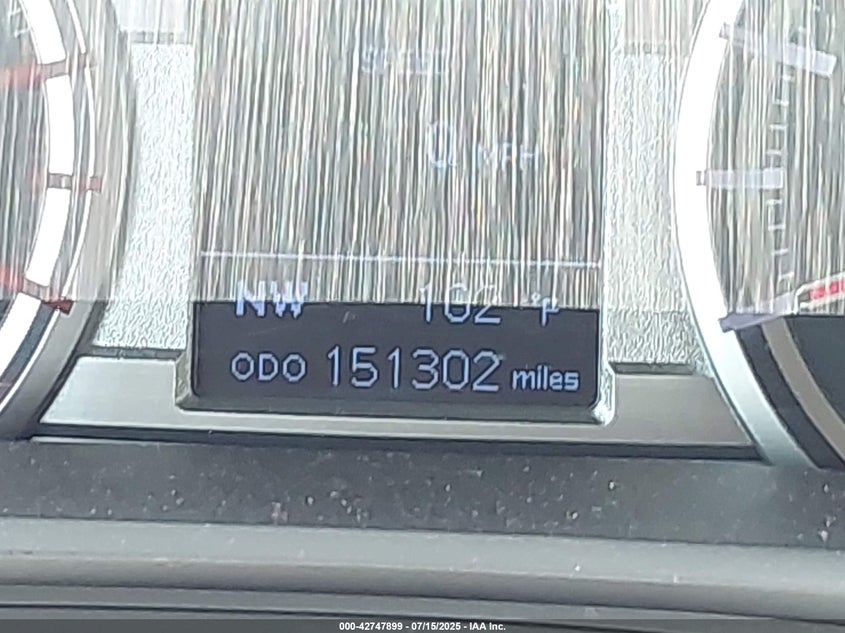 0 MPH
NW 102 °F
ODO 151302 miles
000-42747899 - 07/15/2025 - IAA Inc.